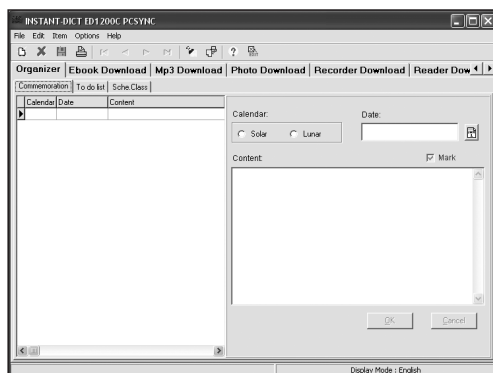 INSTANT-DICT ED1200C PCSYNC
File Edit Item Options Help
Organizer Ebook Download Mp3 Download Photo Download Recorder Download Reader Dow
Commemoration To do list Sche.Class
Calendar Date Content
Calendar: Date:
Solar Lunar
Content: Mark
OK Cancel
Display Mode : English